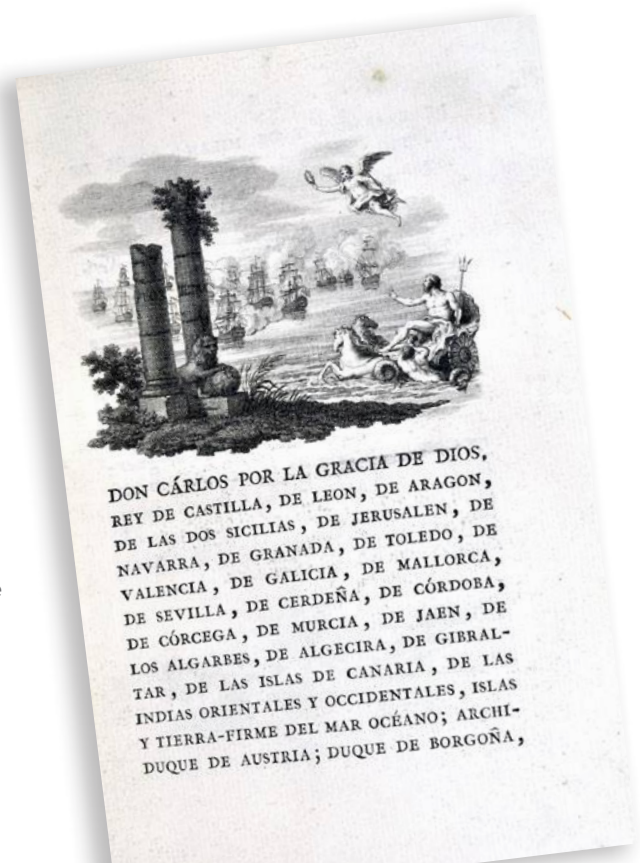 DON CÁRLOS POR LA GRACIA DE DIOS,
REY DE CASTILLA, DE LEON, DE ARAGON,
DE LAS DOS SICILIAS, DE JERUSALEN, DE
NAVARRA, DE GRANADA, DE TOLEDO, DE
VALENCIA, DE GALICIA, DE MALLORCA,
DE SEVILLA, DE CERDEÑA, DE CÓRDOBA,
DE CÓRCEGA, DE MURCIA, DE JAEN, DE
LOS ALGARBES, DE ALGECIRA, DE GIBRAL-
TAR, DE LAS ISLAS DE CANARIA, DE LAS
INDIAS ORIENTALES Y OCCIDENTALES, ISLAS
Y TIERRA-FIRME DEL MAR OCÉANO; ARCHI-
DUQUE DE AUSTRIA; DUQUE DE BORGOÑA,